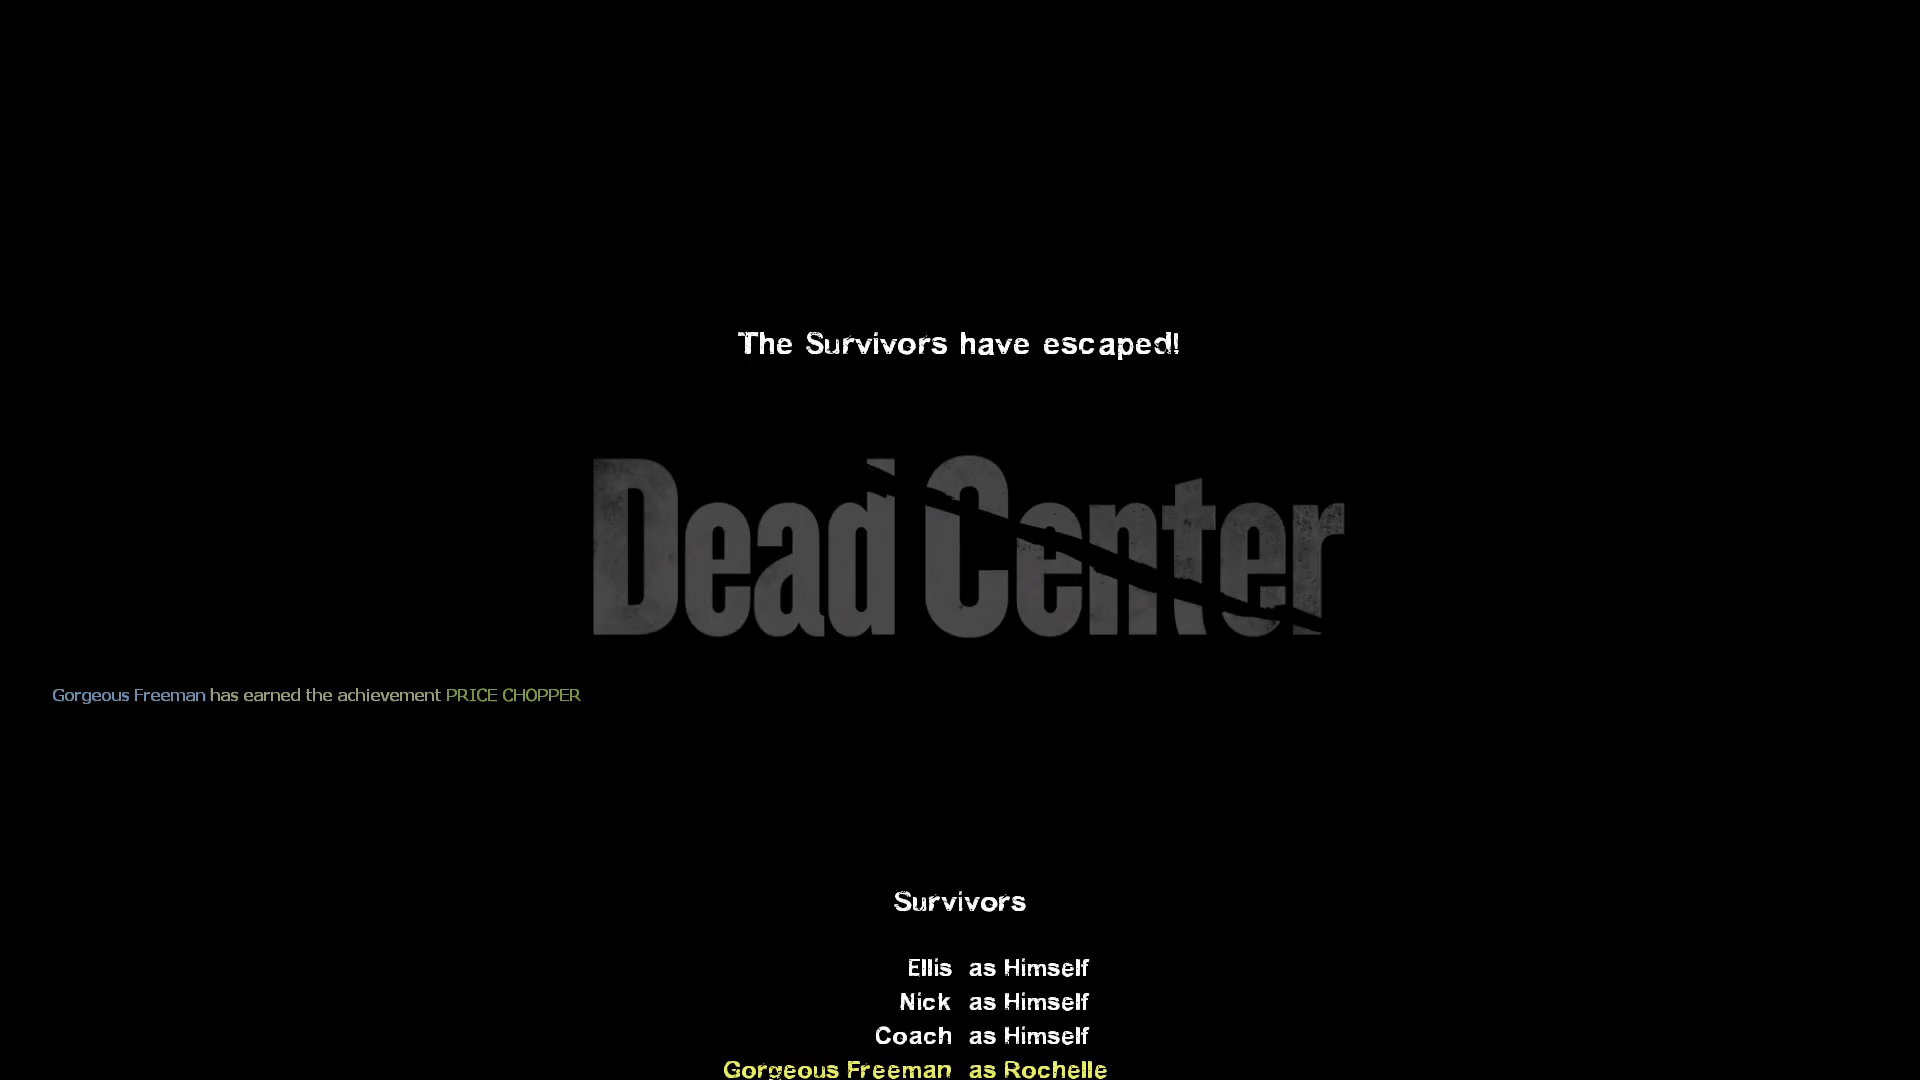 The Survivors have escaped!
Dead Center
Gorgeous Freeman has earned the achievement PRICE CHOPPER
Survivors
Ellis as Himself
Nick as Himself
Coach as Himself
Gorgeous Freeman as Rochelle